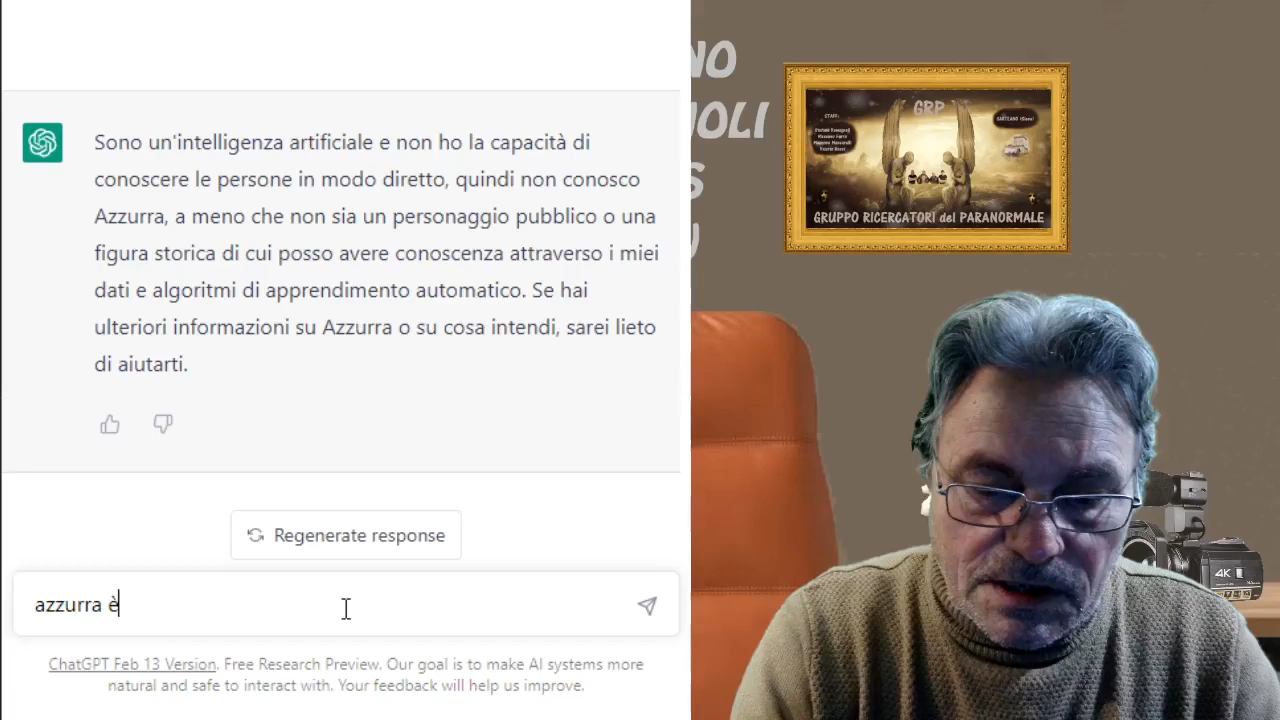 Sono un'intelligenza artificiale e non ho la capacità di
conoscere le persone in modo diretto, quindi non conosco
Azzurra, a meno che non sia un personaggio pubblico o una
figura storica di cui posso avere conoscenza attraverso i miei
dati e algoritmi di apprendimento automatico. Se hai
ulteriori informazioni su Azzurra o su cosa intendi, sarei lieto
di aiutarti.
Regenerate response
azzurra è
ChatGPT Feb 13 Version. Free Research Preview. Our goal is to make AI systems more
natural and safe to interact with. Your feedback will help us improve.
NO
S
GRP
STAFF:
GRUPPO RICERCATORI del PARANORMALE
4K